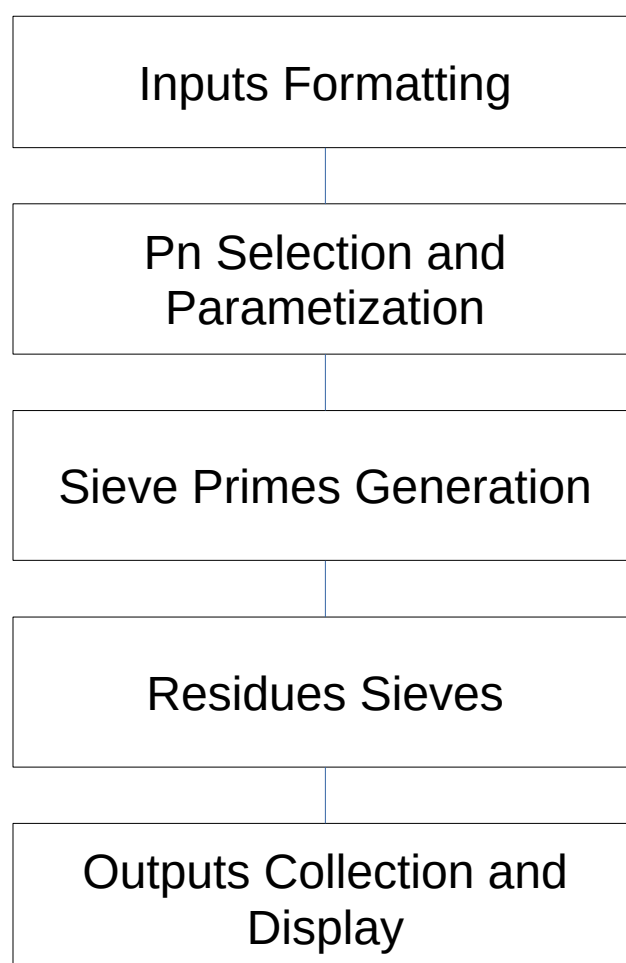 Inputs Formatting
Pn Selection and
Parametization
Sieve Primes Generation
Residues Sieves
Outputs Collection and
Display